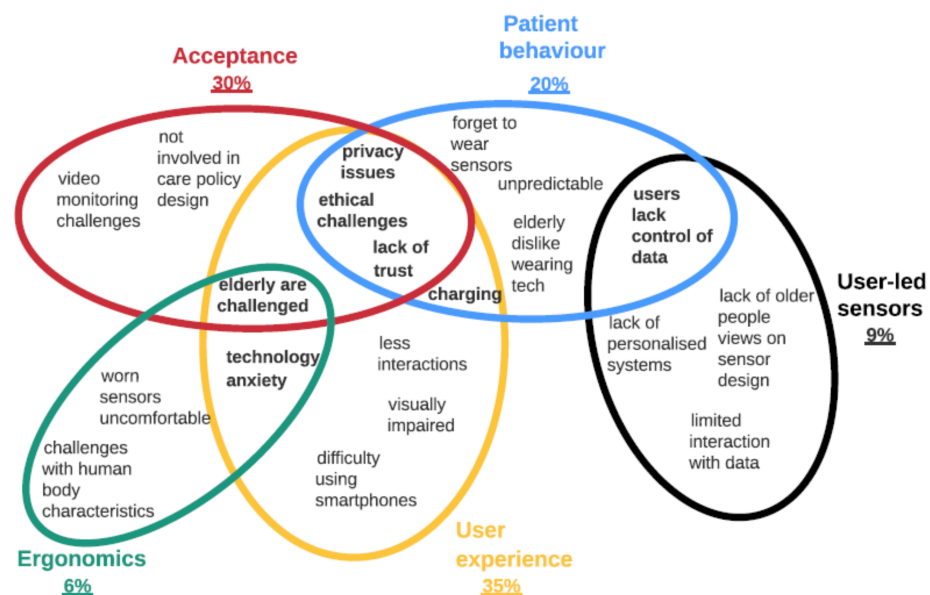 Patient
behaviour
20%
Acceptance
30%
forget to
wear
sensors
not
involved in
care policy
design
privacy
issues
video
monitoring
challenges
unpredictable
users
lack
control of
data
ethical
challenges
elderly
dislike
wearing
tech
lack of
trust
elderly are
challenged
charging
User-led
sensors
9%
lack of older
people
views on
sensor
design
lack of
personalised
systems
technology
anxiety
less
interactions
worn
sensors
uncomfortable
visually
impaired
limited
interaction
with data
challenges
with human
body
characteristics
difficulty
using
smartphones
User
experience
35%
Ergonomics
6%